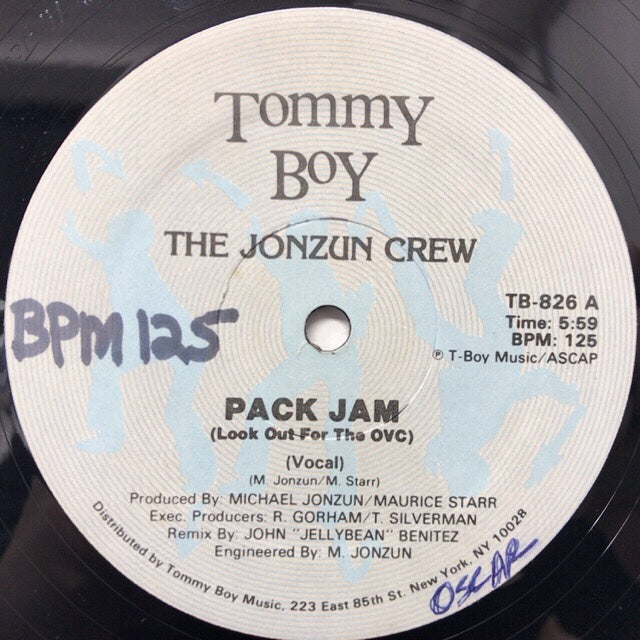 TOMMY
BOY
THE JONZUN CREW
BPM 125
TB-826 A
Time: 5:59
BPM: 125
℗ T-Boy Music/ASCAP
PACK JAM
(Look Out For The OVC)
(Vocal)
(M. Jonzun/M. Starr)
Produced By: MICHAEL JONZUN/MAURICE STARR
Exec. Producers: R. GORHAM/T. SILVERMAN
Remix By: JOHN "JELLYBEAN" BENITEZ
Engineered By: M. JONZUN
Distributed by Tommy Boy Music, 223 East 85th St. New York, NY 10028
OSCAR